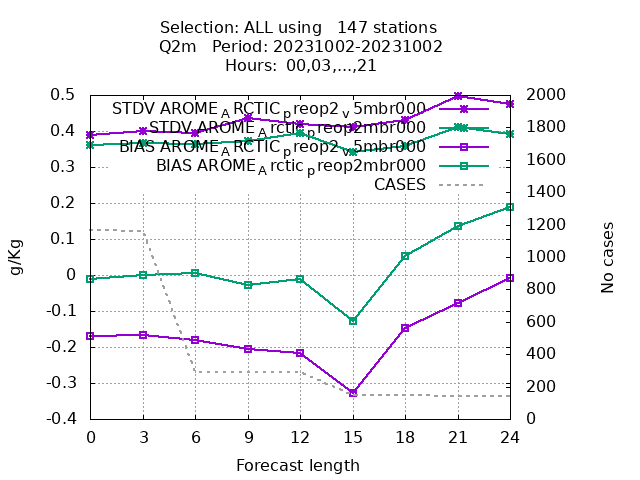 Selection: ALL using   147 stations
Q2m   Period: 20231002-20231002
Hours:  00,03,...,21
STDV AROME_ARCTIC_preop2_v5mbr000
STDV AROME_Arctic_preop2mbr000
BIAS AROME_ARCTIC_preop2_v5mbr000
BIAS AROME_Arctic_preop2mbr000
CASES
g/Kg
0.5
0.4
0.3
0.2
0.1
0
-0.1
-0.2
-0.3
-0.4
2000
1800
1600
1400
1200
1000
800
600
400
200
0
No cases
0 3 6 9 12 15 18 21 24
Forecast length